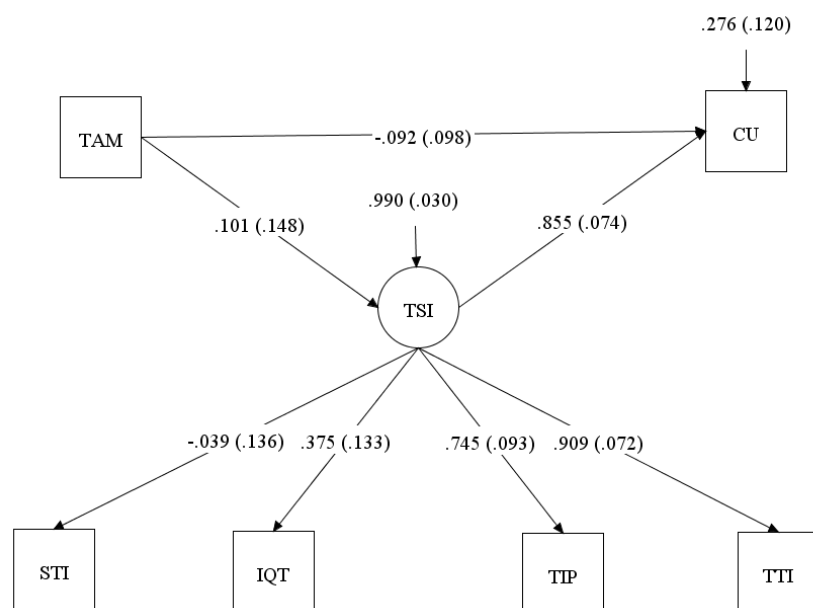 .276 (.120)
TAM
CU
-.092 (.098)
.990 (.030)
.101 (.148)
.855 (.074)
TSI
-.039 (.136)
.375 (.133)
.745 (.093)
.909 (.072)
STI
IQT
TIP
TTI